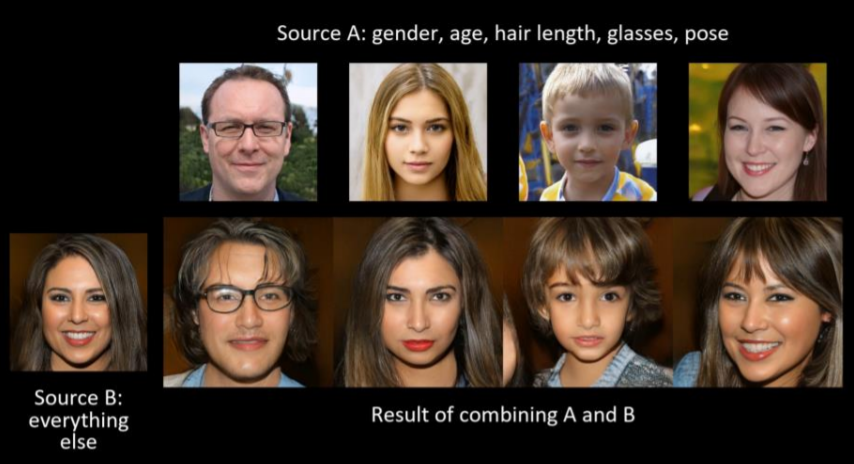 Source A: gender, age, hair length, glasses, pose
Source B:
everything
else
Result of combining A and B